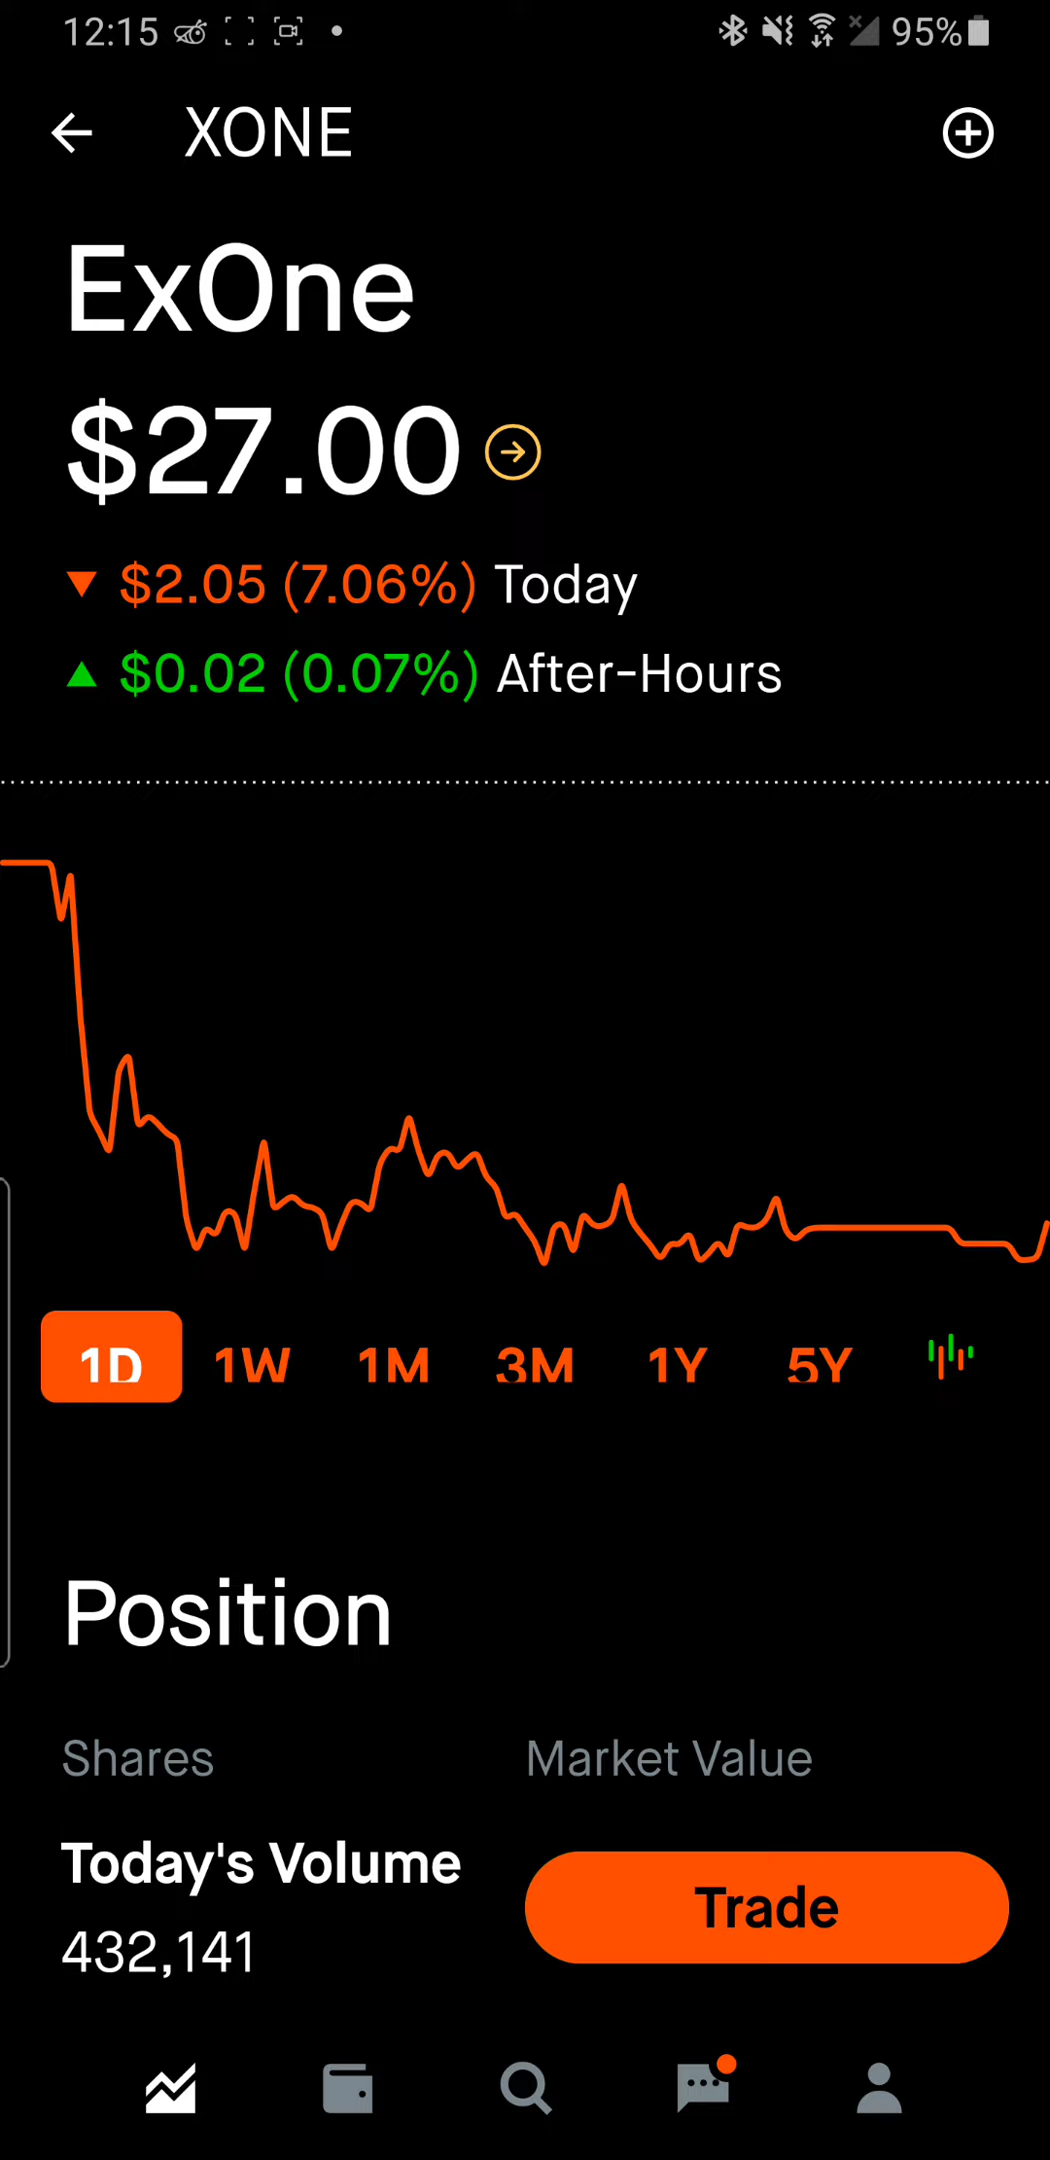 12:15 95%
XONE
ExOne
$27.00
$2.05 (7.06%) Today
$0.02 (0.07%) After-Hours
1D 1W 1M 3M 1Y 5Y
Position
Shares Market Value
Today's Volume
432,141
Trade